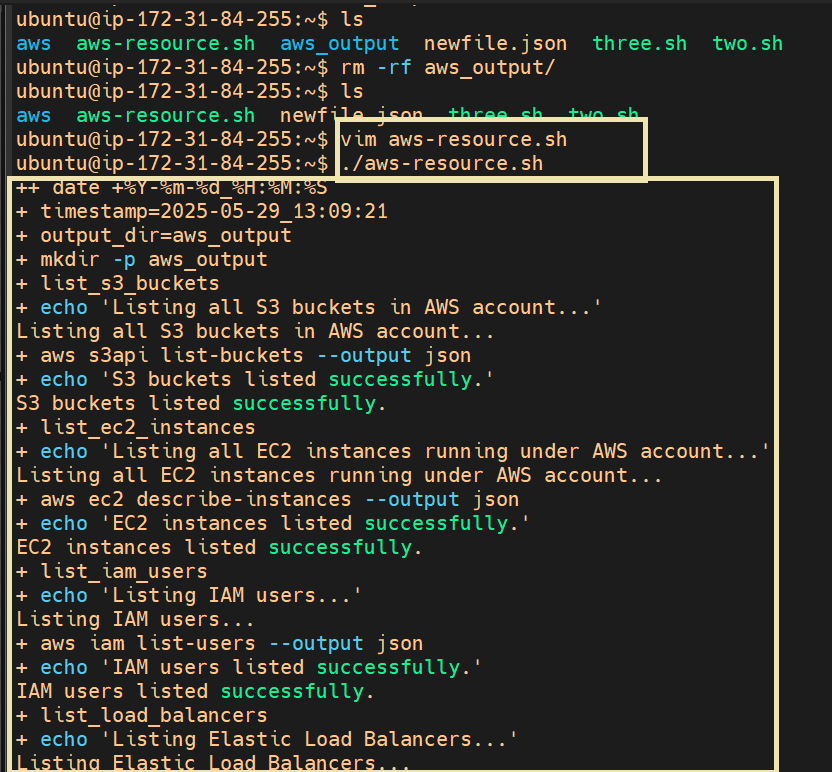 ubuntu@ip-172-31-84-255:~$ ls
aws  aws-resource.sh  aws_output  newfile.json  three.sh  two.sh
ubuntu@ip-172-31-84-255:~$ rm -rf aws_output/
ubuntu@ip-172-31-84-255:~$ ls
aws  aws-resource.sh  newfile.json  three.sh  two.sh
ubuntu@ip-172-31-84-255:~$ vim aws-resource.sh
ubuntu@ip-172-31-84-255:~$ ./aws-resource.sh
++ date +%Y-%m-%d_%H:%M:%S
+ timestamp=2025-05-29_13:09:21
+ output_dir=aws_output
+ mkdir -p aws_output
+ list_s3_buckets
+ echo 'Listing all S3 buckets in AWS account...'
Listing all S3 buckets in AWS account...
+ aws s3api list-buckets --output json
+ echo 'S3 buckets listed successfully.'
S3 buckets listed successfully.
+ list_ec2_instances
+ echo 'Listing all EC2 instances running under AWS account...'
Listing all EC2 instances running under AWS account...
+ aws ec2 describe-instances --output json
+ echo 'EC2 instances listed successfully.'
EC2 instances listed successfully.
+ list_iam_users
+ echo 'Listing IAM users...'
Listing IAM users...
+ aws iam list-users --output json
+ echo 'IAM users listed successfully.'
IAM users listed successfully.
+ list_load_balancers
+ echo 'Listing Elastic Load Balancers...'
Listing Elastic Load Balancers...